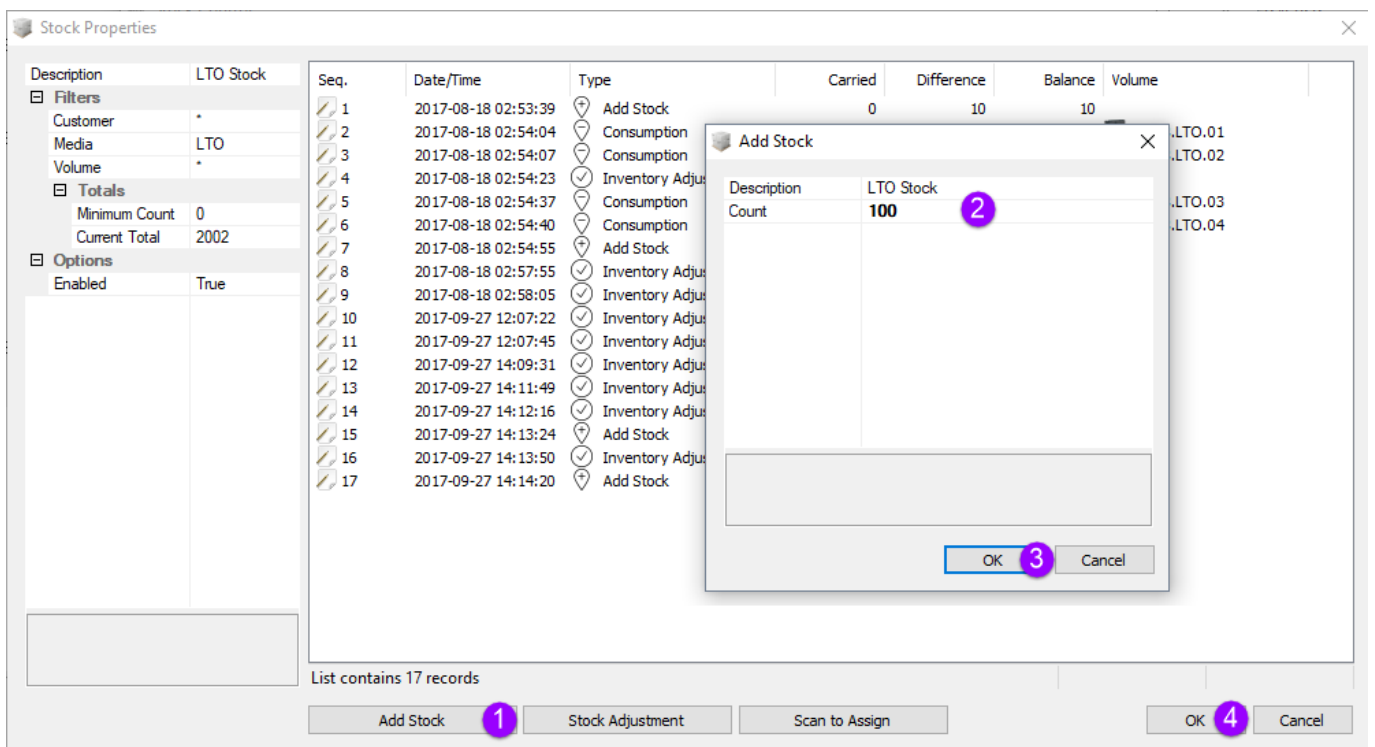 Stock Properties
Description LTO Stock
Filters
Customer *
Media LTO
Volume *
Totals
Minimum Count 0
Current Total 2002
Options
Enabled True
Seq. Date/Time Type Carried Difference Balance Volume
1 2017-08-18 02:53:39 Add Stock 0 10 10
2 2017-08-18 02:54:04 Consumption .LTO.01
3 2017-08-18 02:54:07 Consumption .LTO.02
4 2017-08-18 02:54:23 Inventory Adju
5 2017-08-18 02:54:37 Consumption .LTO.03
6 2017-08-18 02:54:40 Consumption .LTO.04
7 2017-08-18 02:54:55 Add Stock
8 2017-08-18 02:57:55 Inventory Adju
9 2017-08-18 02:58:05 Inventory Adju
10 2017-09-27 12:07:22 Inventory Adju
11 2017-09-27 12:07:45 Inventory Adju
12 2017-09-27 14:09:31 Inventory Adju
13 2017-09-27 14:11:49 Inventory Adju
14 2017-09-27 14:12:16 Inventory Adju
15 2017-09-27 14:13:24 Add Stock
16 2017-09-27 14:13:50 Inventory Adju
17 2017-09-27 14:14:20 Add Stock
Add Stock
Description LTO Stock
Count 100 2
OK 3 Cancel
List contains 17 records
Add Stock 1 Stock Adjustment Scan to Assign OK 4 Cancel